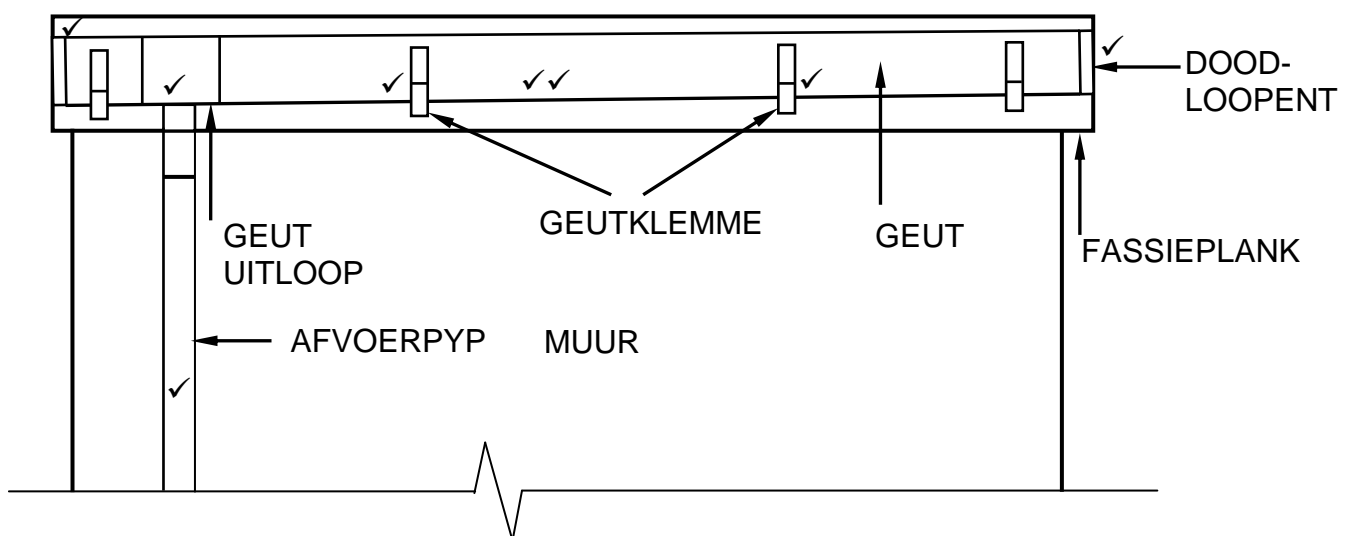 DOOD-
LOOPENT
GEUT
UITLOOP
GEUTKLEMME
GEUT
FASSIEPLANK
AFVOERPYP
MUUR